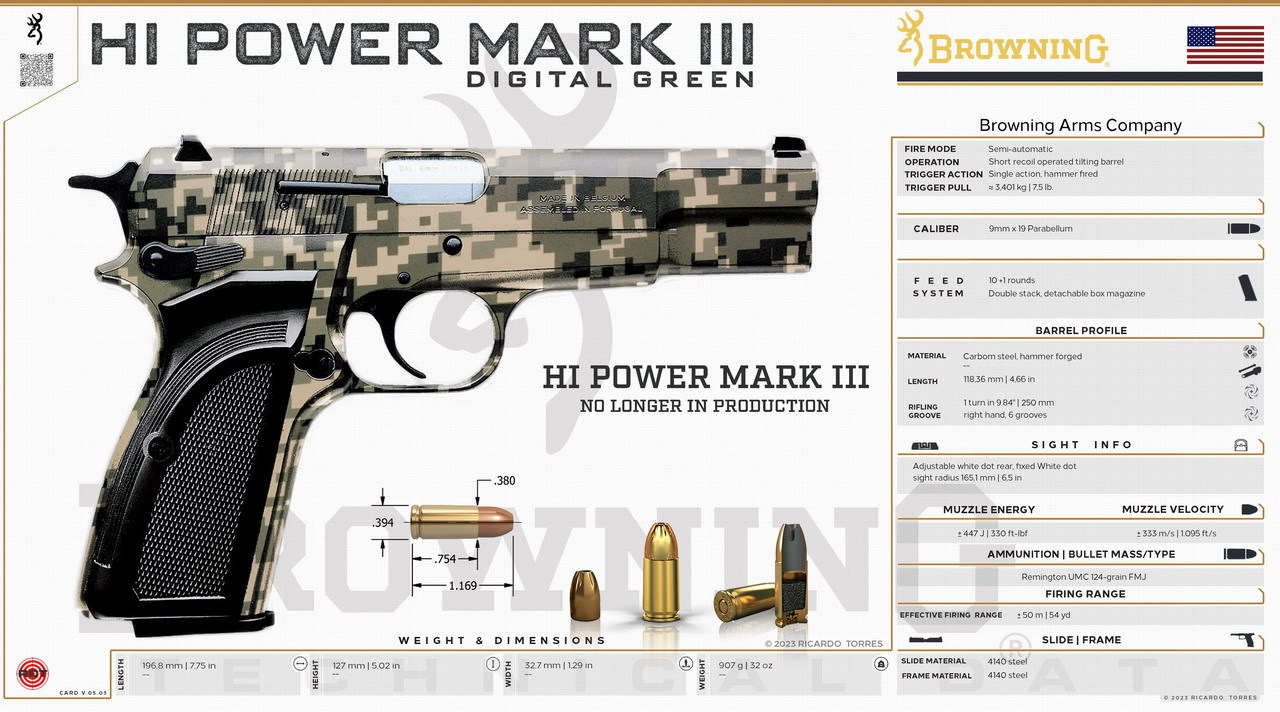 HI POWER MARK III
DIGITAL GREEN
BROWNING
Browning Arms Company
FIRE MODE Semi-automatic
OPERATION Short recoil operated tilting barrel
TRIGGER ACTION Single action, hammer fired
TRIGGER PULL ≈ 3,401 kg | 7,5 lb.
CALIBER 9mm x 19 Parabellum
FEED SYSTEM
10 +1 rounds
Double stack, detachable box magazine
BARREL PROFILE
MATERIAL Carbom steel, hammer forged
--
LENGTH 118,36 mm | 4,66 in
RIFLING GROOVE
1 turn in 9.84" | 250 mm
right hand, 6 grooves
SIGHT INFO
Adjustable white dot rear, fixed White dot
sight radius 165,1 mm | 6,5 in
MUZZLE ENERGY MUZZLE VELOCITY
± 447 J | 330 ft-lbf ± 333 m/s | 1.095 ft/s
AMMUNITION | BULLET MASS/TYPE
Remington UMC 124-grain FMJ
FIRING RANGE
EFFECTIVE FIRING RANGE ± 50 m | 54 yd
SLIDE | FRAME
SLIDE MATERIAL 4140 steel
FRAME MATERIAL 4140 steel
© 2023 RICARDO TORRES
MADE IN BELGIUM
ASSEMBLED IN PORTUGAL
HI POWER MARK III
NO LONGER IN PRODUCTION
.380
.394
.754
1.169
© 2023 RICARDO TORRES
WEIGHT & DIMENSIONS
LENGTH 196.8 mm | 7.75 in
--
HEIGHT 127 mm | 5.02 in
--
WIDTH 32.7 mm | 1.29 in
--
WEIGHT 907 g | 32 oz
--
RDT
CARD V.05.03
BROWNING
TECHNICAL DATA